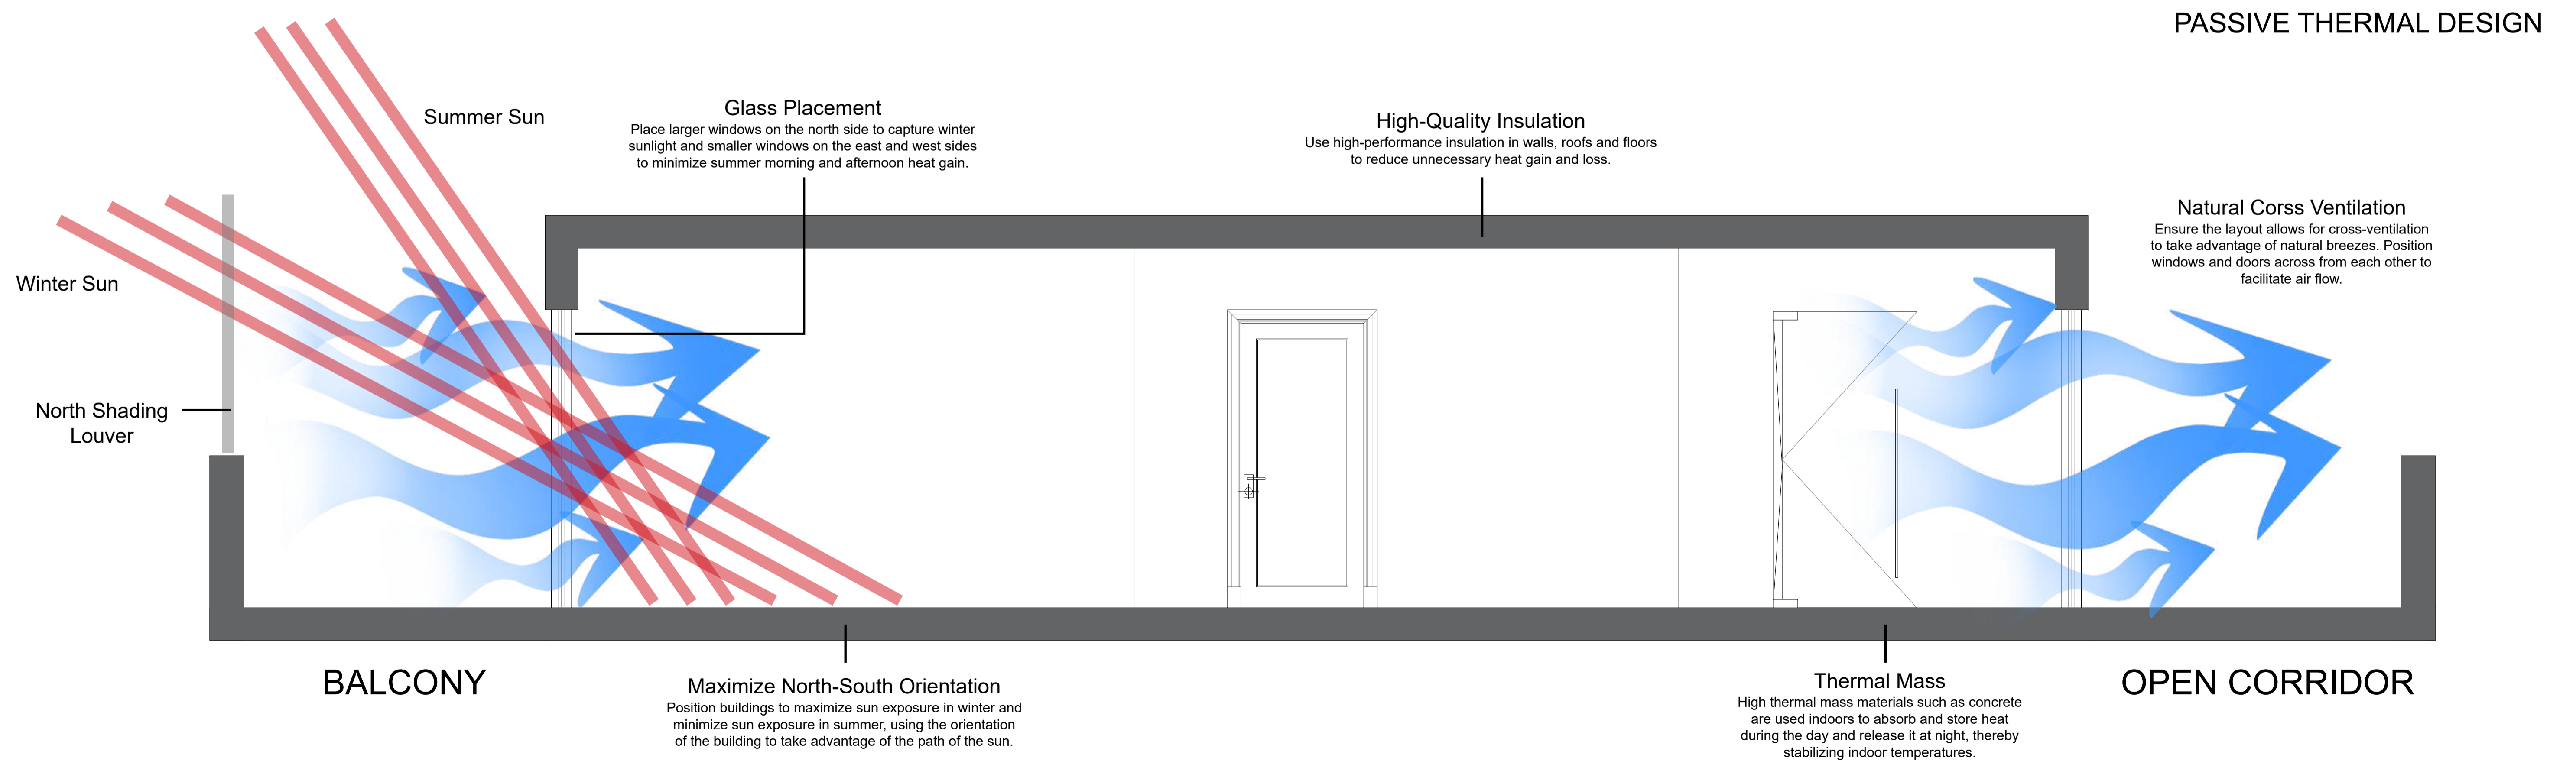 PASSIVE THERMAL DESIGN
Summer Sun
Glass Placement
Place larger windows on the north side to capture winter
sunlight and smaller windows on the east and west sides
to minimize summer morning and afternoon heat gain.
High-Quality Insulation
Use high-performance insulation in walls, roofs and floors
to reduce unnecessary heat gain and loss.
Natural Corss Ventilation
Ensure the layout allows for cross-ventilation
to take advantage of natural breezes. Position
windows and doors across from each other to
facilitate air flow.
Winter Sun
North Shading
Louver
BALCONY
Maximize North-South Orientation
Position buildings to maximize sun exposure in winter and
minimize sun exposure in summer, using the orientation
of the building to take advantage of the path of the sun.
Thermal Mass
High thermal mass materials such as concrete
are used indoors to absorb and store heat
during the day and release it at night, thereby
stabilizing indoor temperatures.
OPEN CORRIDOR